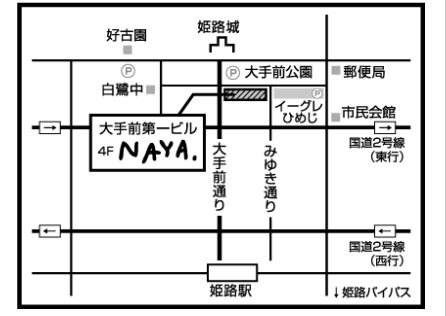 好古園
姫路城
Ⓟ
白鷺中
Ⓟ 大手前公園
郵便局
Ⓟ
イーグレ
ひめじ
市民会館
大手前第一ビル
4F NAYA.
→
→
国道2号線
(東行)
大手前通り
みゆき通り
←
←
国道2号線
(西行)
姫路駅
↓姫路バイパス